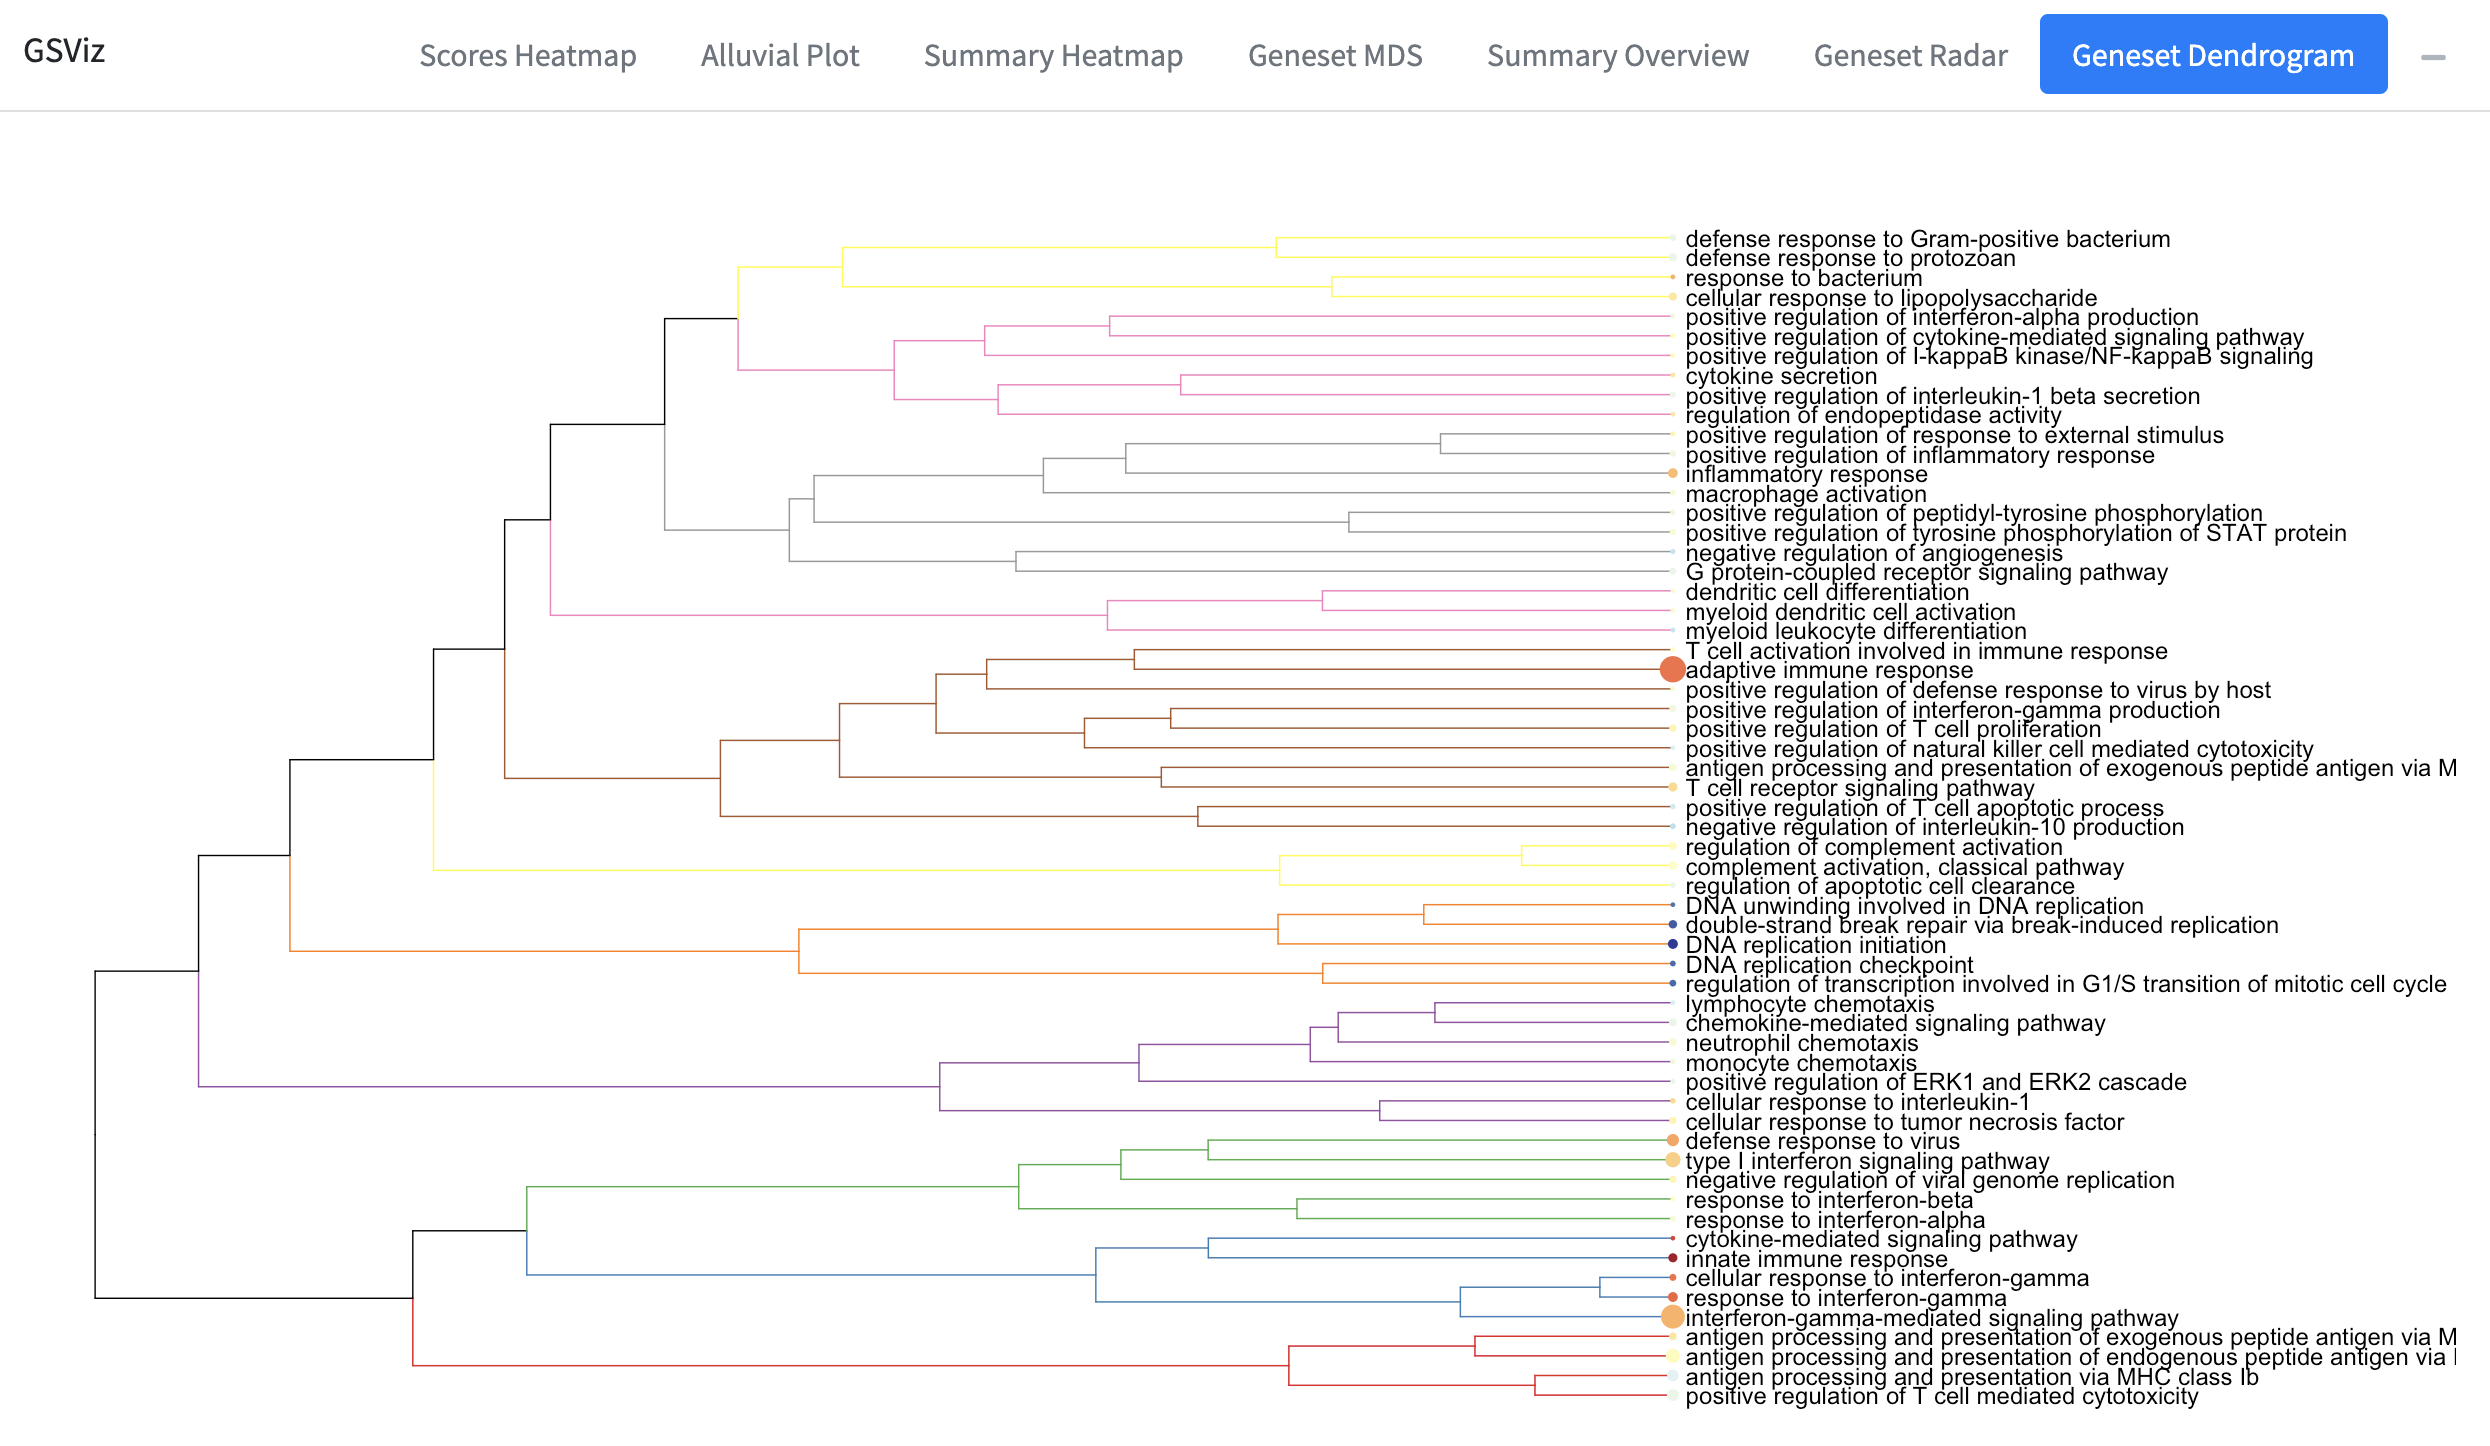 GSViz
Scores Heatmap
Alluvial Plot
Summary Heatmap
Geneset MDS
Summary Overview
Geneset Radar
Geneset Dendrogram
defense response to Gram-positive bacterium
defense response to protozoan
response to bacterium
cellular response to lipopolysaccharide
positive regulation of interferon-alpha production
positive regulation of cytokine-mediated signaling pathway
positive regulation of I-kappaB kinase/NF-kappaB signaling
cytokine secretion
positive regulation of interleukin-1 beta secretion
regulation of endopeptidase activity
positive regulation of response to external stimulus
positive regulation of inflammatory response
inflammatory response
macrophage activation
positive regulation of peptidyl-tyrosine phosphorylation
positive regulation of tyrosine phosphorylation of STAT protein
negative regulation of angiogenesis
G protein-coupled receptor signaling pathway
dendritic cell differentiation
myeloid dendritic cell activation
myeloid leukocyte differentiation
T cell activation involved in immune response
adaptive immune response
positive regulation of defense response to virus by host
positive regulation of interferon-gamma production
positive regulation of T cell proliferation
positive regulation of natural killer cell mediated cytotoxicity
antigen processing and presentation of exogenous peptide antigen via M
T cell receptor signaling pathway
positive regulation of T cell apoptotic process
negative regulation of interleukin-10 production
regulation of complement activation
complement activation, classical pathway
regulation of apoptotic cell clearance
DNA unwinding involved in DNA replication
double-strand break repair via break-induced replication
DNA replication initiation
DNA replication checkpoint
regulation of transcription involved in G1/S transition of mitotic cell cycle
lymphocyte chemotaxis
chemokine-mediated signaling pathway
neutrophil chemotaxis
monocyte chemotaxis
positive regulation of ERK1 and ERK2 cascade
cellular response to interleukin-1
cellular response to tumor necrosis factor
defense response to virus
type I interferon signaling pathway
negative regulation of viral genome replication
response to interferon-beta
response to interferon-alpha
cytokine-mediated signaling pathway
innate immune response
cellular response to interferon-gamma
response to interferon-gamma
interferon-gamma-mediated signaling pathway
antigen processing and presentation of exogenous peptide antigen via M
antigen processing and presentation of endogenous peptide antigen via
antigen processing and presentation via MHC class Ib
positive regulation of T cell mediated cytotoxicity